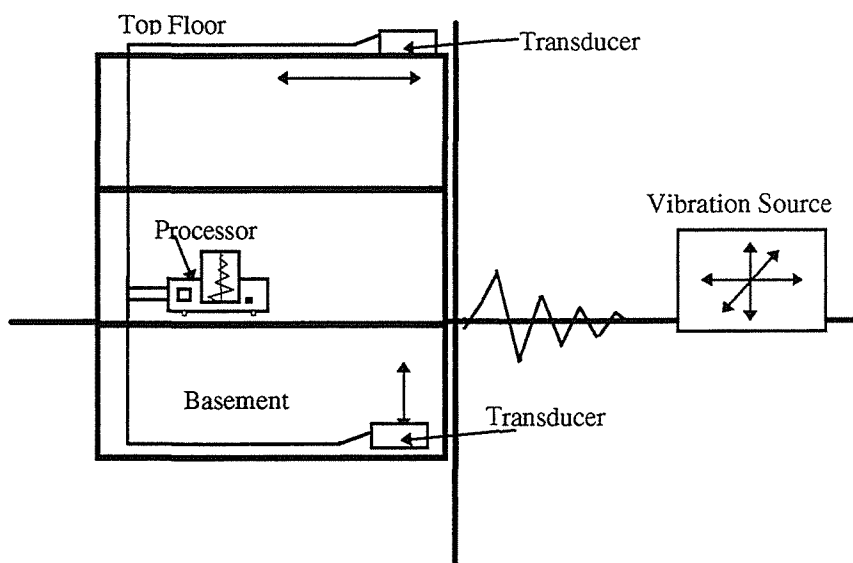 Top Floor
Transducer
Vibration Source
Processor
Basement
Transducer